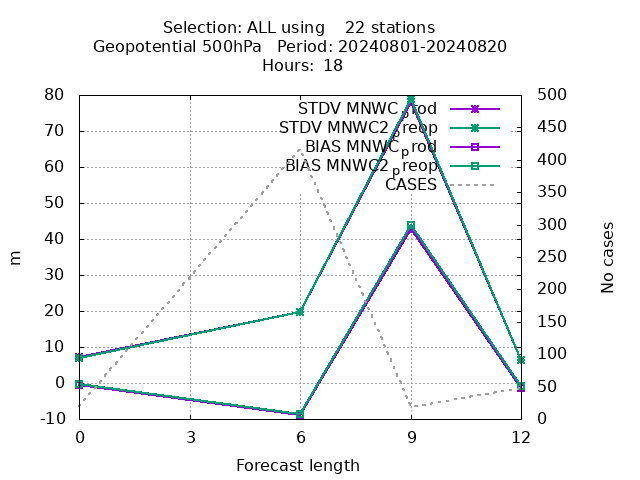 Selection: ALL using    22 stations
Geopotential 500hPa   Period: 20240801-20240820
Hours: 18
STDV MNWC_prod
STDV MNWC2_preop
BIAS MNWC_prod
BIAS MNWC2_preop
CASES
80
70
60
50
40
30
20
10
0
-10
m
500
450
400
350
300
250
200
150
100
50
0
No cases
0 3 6 9 12
Forecast length